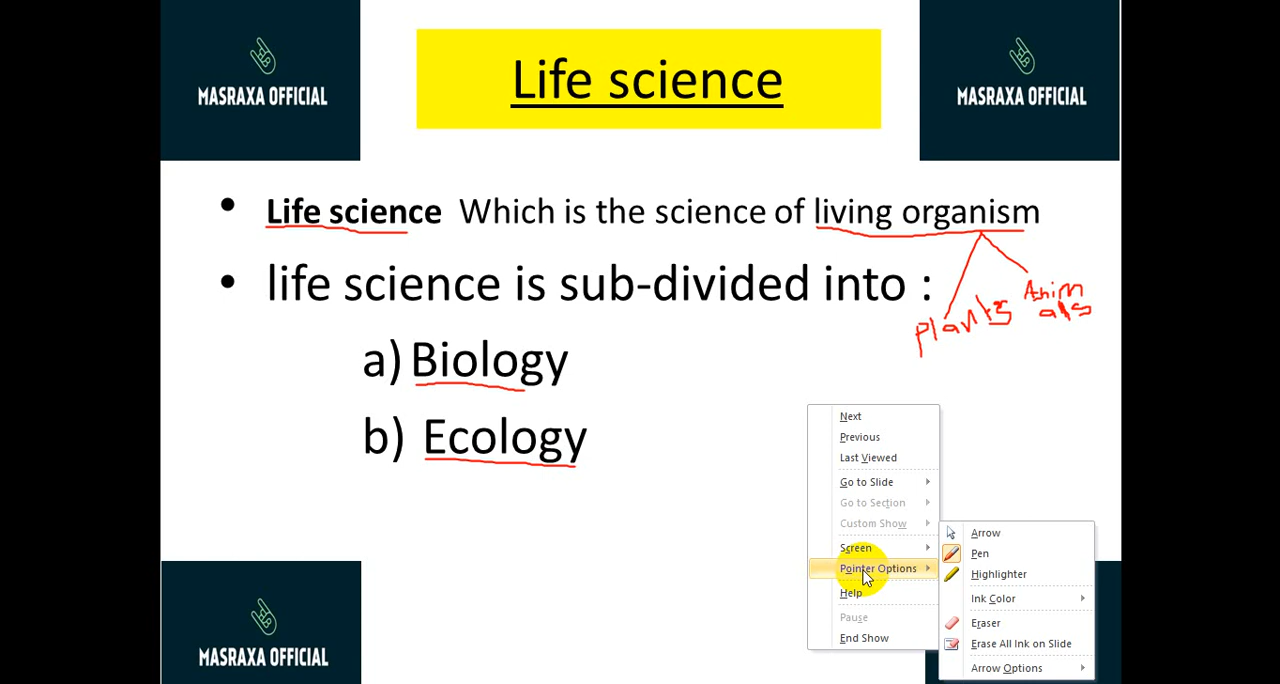 MASRAXA OFFICIAL
Life science
MASRAXA OFFICIAL
• Life science Which is the science of living organism
• life science is sub-divided into :
plants
Anim
als
a) Biology
b) Ecology
Next
Previous
Last Viewed
Go to Slide
Go to Section
Custom Show
Screen
Pointer Options
Help
Pause
End Show
Arrow
Pen
Highlighter
Ink Color
Eraser
Erase All Ink on Slide
Arrow Options
MASRAXA OFFICIAL